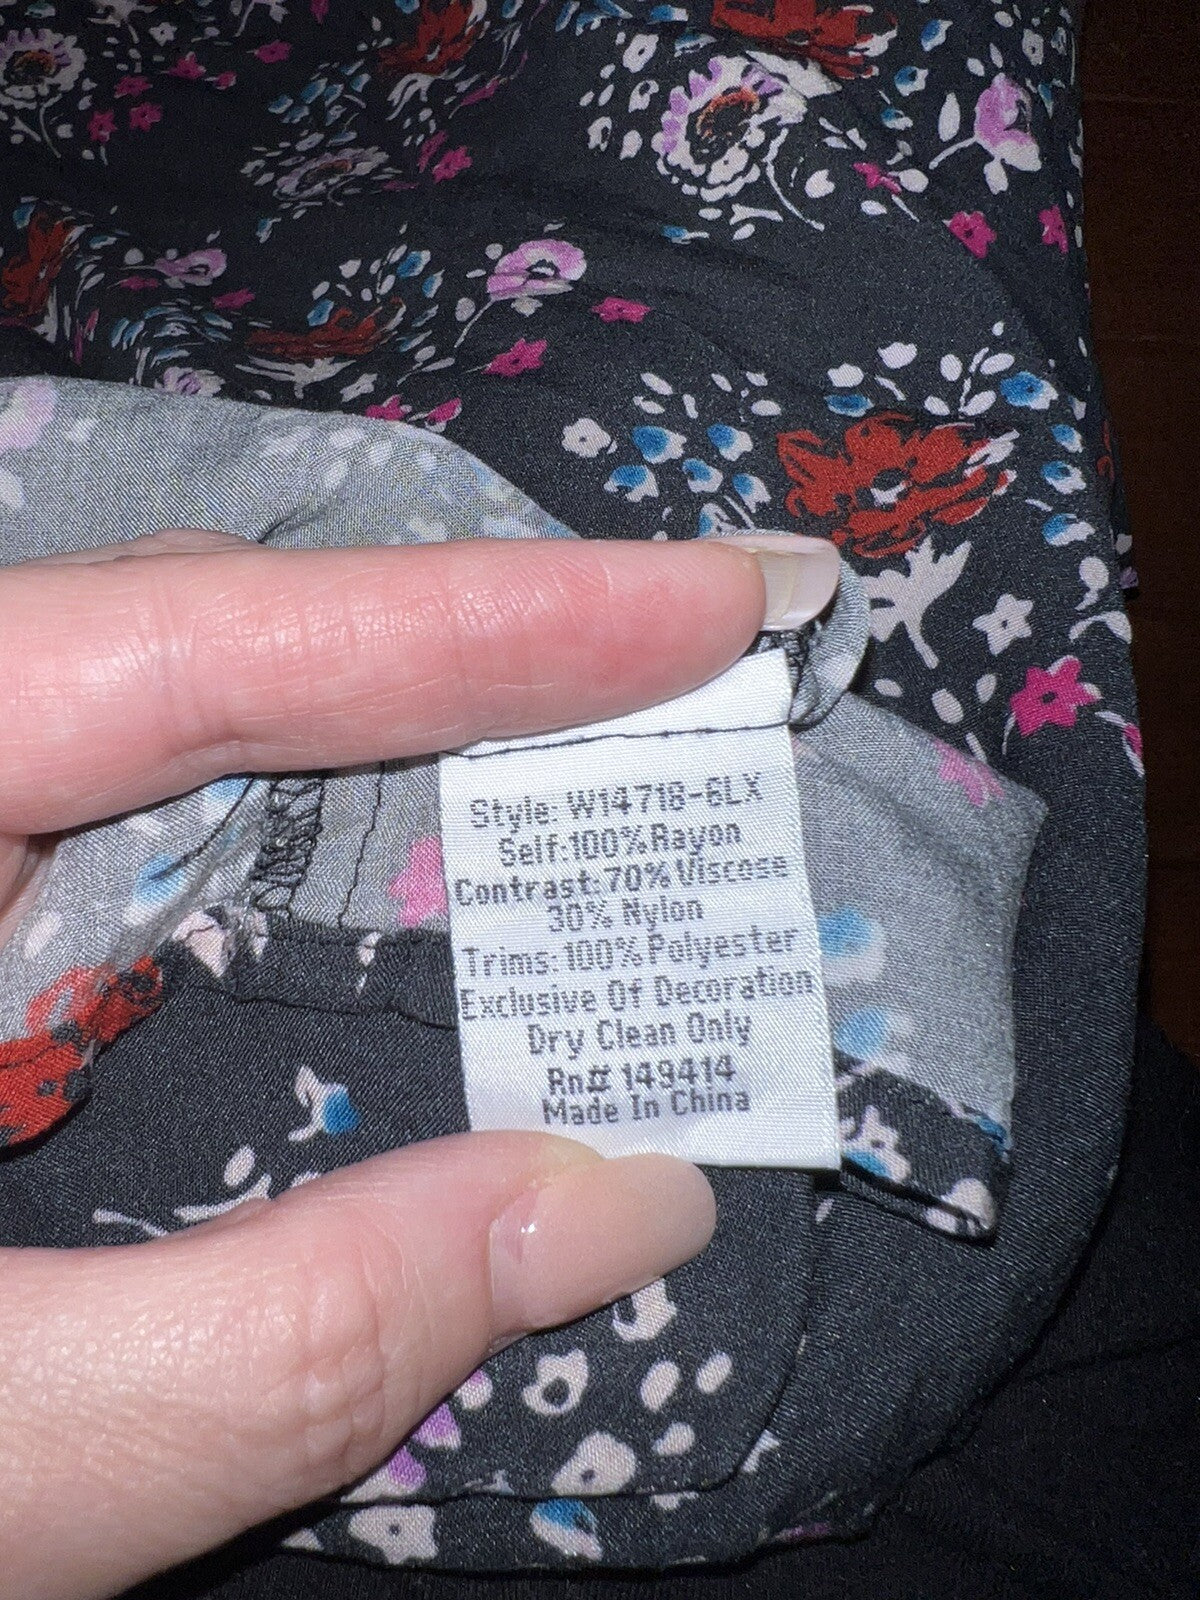 Style: W14718-6LX
Self:100%Rayon
Contrast:70%Viscose
30% Nylon
Trims:100%Polyester
Exclusive Of Decoration
Dry Clean Only
Rn# 149414
Made In China